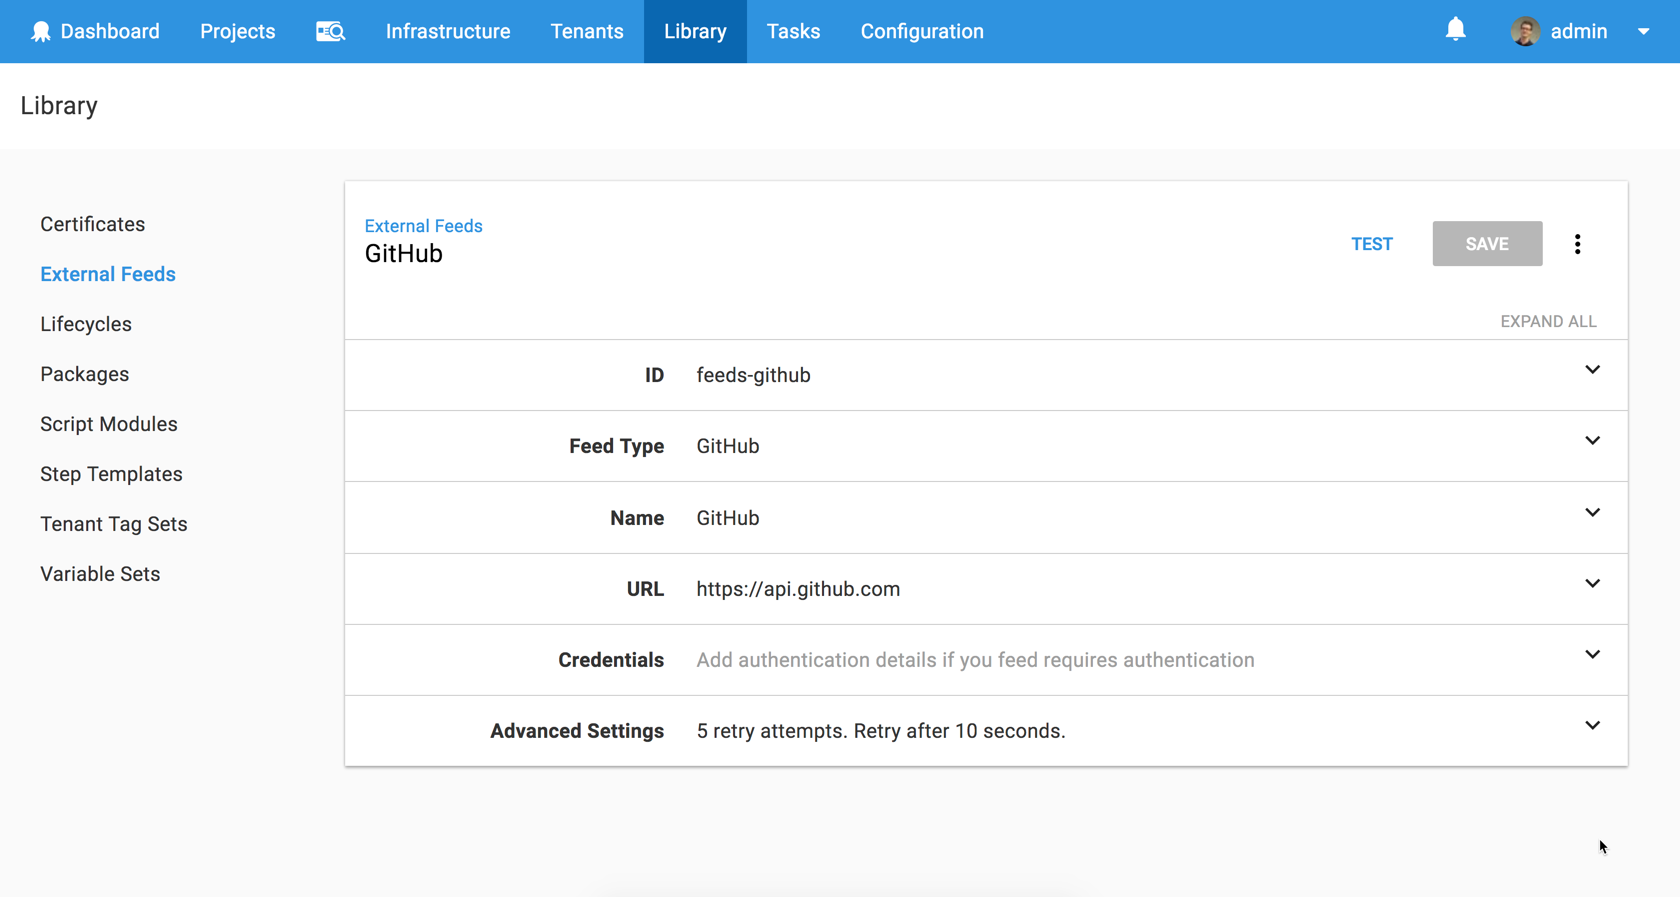 Dashboard Projects Infrastructure Tenants Library Tasks Configuration admin
Library
Certificates
External Feeds
Lifecycles
Packages
Script Modules
Step Templates
Tenant Tag Sets
Variable Sets
External Feeds
GitHub
TEST SAVE
EXPAND ALL
ID feeds-github
Feed Type GitHub
Name GitHub
URL https://api.github.com
Credentials Add authentication details if you feed requires authentication
Advanced Settings 5 retry attempts. Retry after 10 seconds.